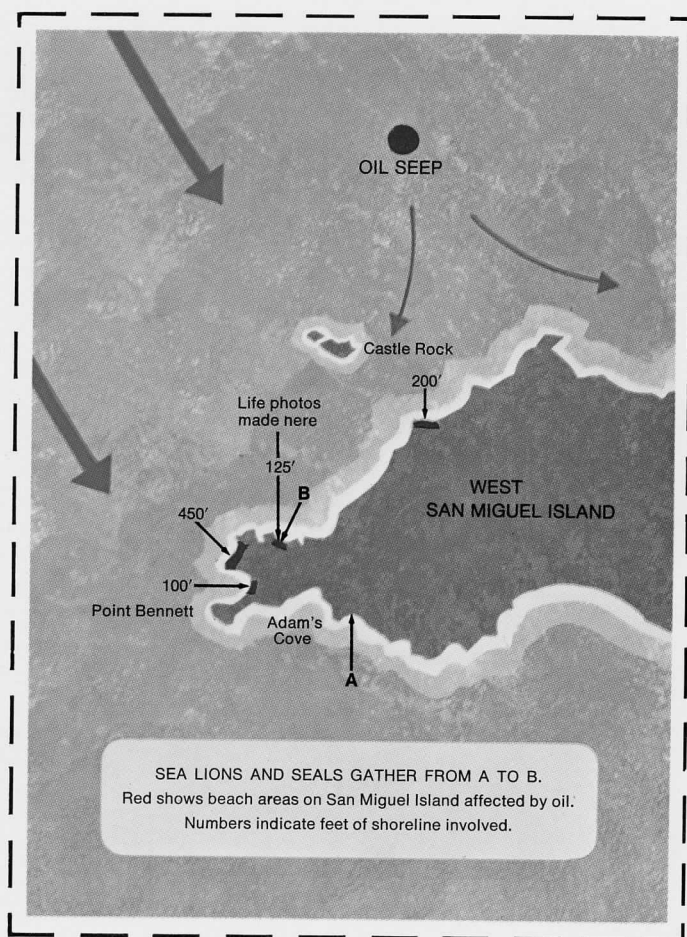 OIL SEEP
Castle Rock
200'
Life photos
made here
125'
B
WEST
SAN MIGUEL ISLAND
450'
100'
Point Bennett
Adam's
Cove
A
SEA LIONS AND SEALS GATHER FROM A TO B.
Red shows beach areas on San Miguel Island affected by oil.
Numbers indicate feet of shoreline involved.